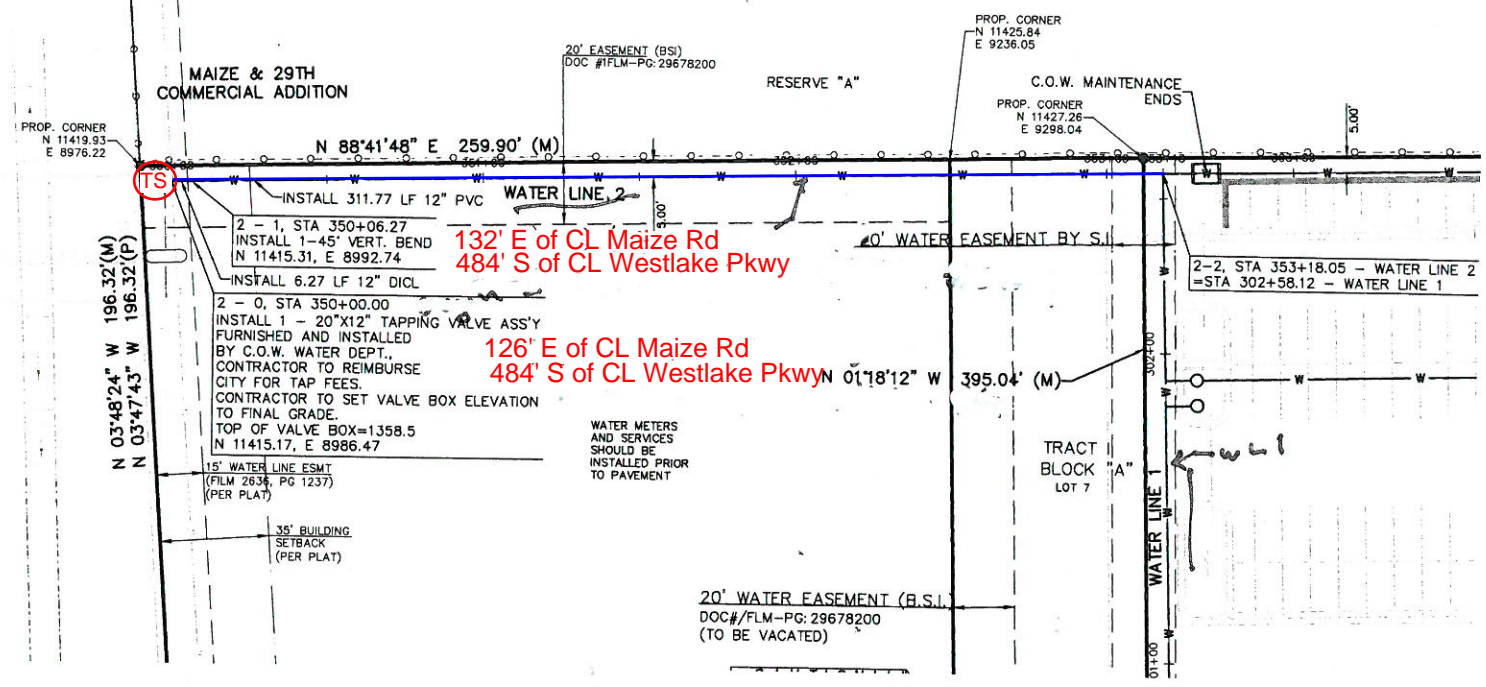 PROP. CORNER
N 11425.84
E 9236.05
20' EASEMENT (BSI)
DOC #1FLM-PG: 29678200
MAIZE & 29TH
COMMERCIAL ADDITION
RESERVE "A"
C.O.W. MAINTENANCE
ENDS
PROP. CORNER
N 11427.26
E 9298.04
5.00'
PROP. CORNER
N 11419.93
E 8976.22
N 88°41'48" E 259.90' (M)
TS
INSTALL 311.77 LF 12" PVC
WATER LINE 2
5.00'
2 - 1, STA 350+06.27
INSTALL 1-45' VERT. BEND
N 11415.31, E 8992.74
132' E of CL Maize Rd
484' S of CL Westlake Pkwy
INSTALL 6.27 LF 12" DICL
2 - 0, STA 350+00.00
INSTALL 1 - 20"X12" TAPPING VALVE ASS'Y
FURNISHED AND INSTALLED
BY C.O.W. WATER DEPT.,
CONTRACTOR TO REIMBURSE
CITY FOR TAP FEES.
CONTRACTOR TO SET VALVE BOX ELEVATION
TO FINAL GRADE.
TOP OF VALVE BOX=1358.5
N 11415.17, E 8986.47
126' E of CL Maize Rd
484' S of CL Westlake Pkwy
0' WATER EASEMENT BY S.I.
2-2, STA 353+18.05 - WATER LINE 2
=STA 302+58.12 - WATER LINE 1
N 03°48'24" W 196.32'(M)
N 03°47'43" W 196.32'(P)
N 01°18'12" W 395.04' (M)
302+00
WATER METERS
AND SERVICES
SHOULD BE
INSTALLED PRIOR
TO PAVEMENT
TRACT
BLOCK "A"
LOT 7
WL 1
WATER LINE 1
15' WATER LINE ESMT
(FILM 2636, PG 1237)
(PER PLAT)
35' BUILDING
SETBACK
(PER PLAT)
20' WATER EASEMENT (B.S.I.)
DOC#/FLM-PG: 29678200
(TO BE VACATED)
01+00